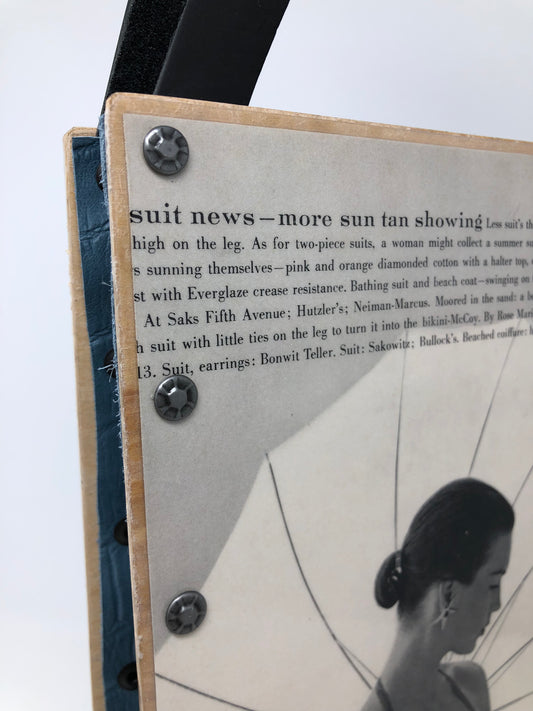 suit news—more sun tan showing Less suit's th
high on the leg. As for two-piece suits, a woman might collect a summer su
s sunning themselves—pink and orange diamonded cotton with a halter top,
st with Everglaze crease resistance. Bathing suit and beach coat—swinging on
At Saks Fifth Avenue; Hutzler's; Neiman-Marcus. Moored in the sand: a be
h suit with little ties on the leg to turn it into the bikini-McCoy. By Rose Mari
13. Suit, earrings: Bonwit Teller. Suit: Sakowitz; Bullock's. Beached coiffure: h